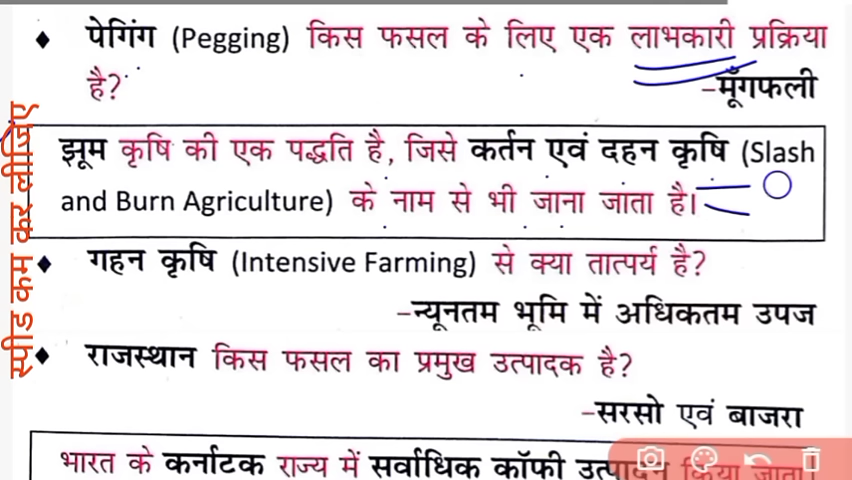 ♦ पेगिंग (Pegging) किस फसल के लिए एक लाभकारी प्रक्रिया
है?
–मूँगफली
झूम कृषि की एक पद्धति है, जिसे कर्तन एवं दहन कृषि (Slash
and Burn Agriculture) के नाम से भी जाना जाता है।
♦ गहन कृषि (Intensive Farming) से क्या तात्पर्य है?
–न्यूनतम भूमि में अधिकतम उपज
♦ राजस्थान किस फसल का प्रमुख उत्पादक है?
–सरसो एवं बाजरा
भारत के कर्नाटक राज्य में सर्वाधिक कॉफी उत्पादन किया जाता
स्पीड कम कर लीजिए